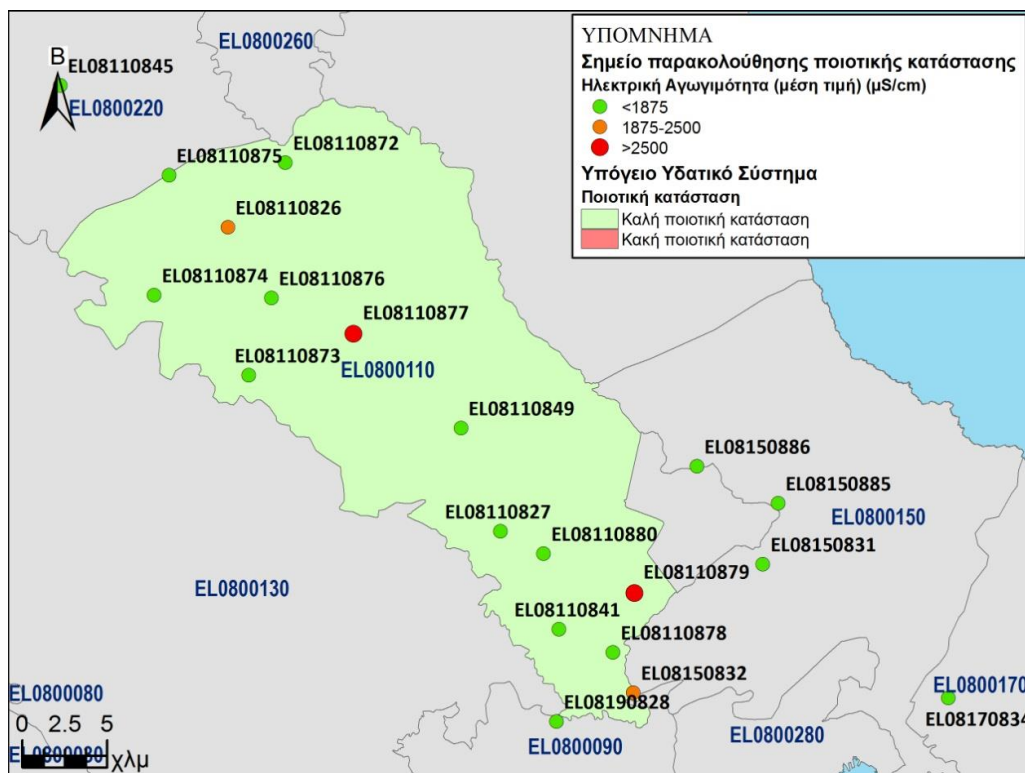 EL0800260
B
EL08110845
EL0800220
ΥΠΟΜΝΗΜΑ
Σημείο παρακολούθησης ποιοτικής κατάστασης
Ηλεκτρική Αγωγιμότητα (μέση τιμή) (μS/cm)
<1875
1875-2500
>2500
Υπόγειο Υδατικό Σύστημα
Ποιοτική κατάσταση
Καλή ποιοτική κατάσταση
Κακή ποιοτική κατάσταση
EL08110872
EL08110875
EL08110826
EL08110874
EL08110876
EL08110877
EL08110873
EL0800110
EL08110849
EL08150886
EL08150885
EL0800150
EL08110827
EL08110880
EL08150831
EL08110879
EL0800130
EL08110841
EL08110878
EL08150832
EL0800080
EL08190828
EL0800170
EL08170834
0 2.5 5
EL0800090
EL0800280
EL0800080
χλμ